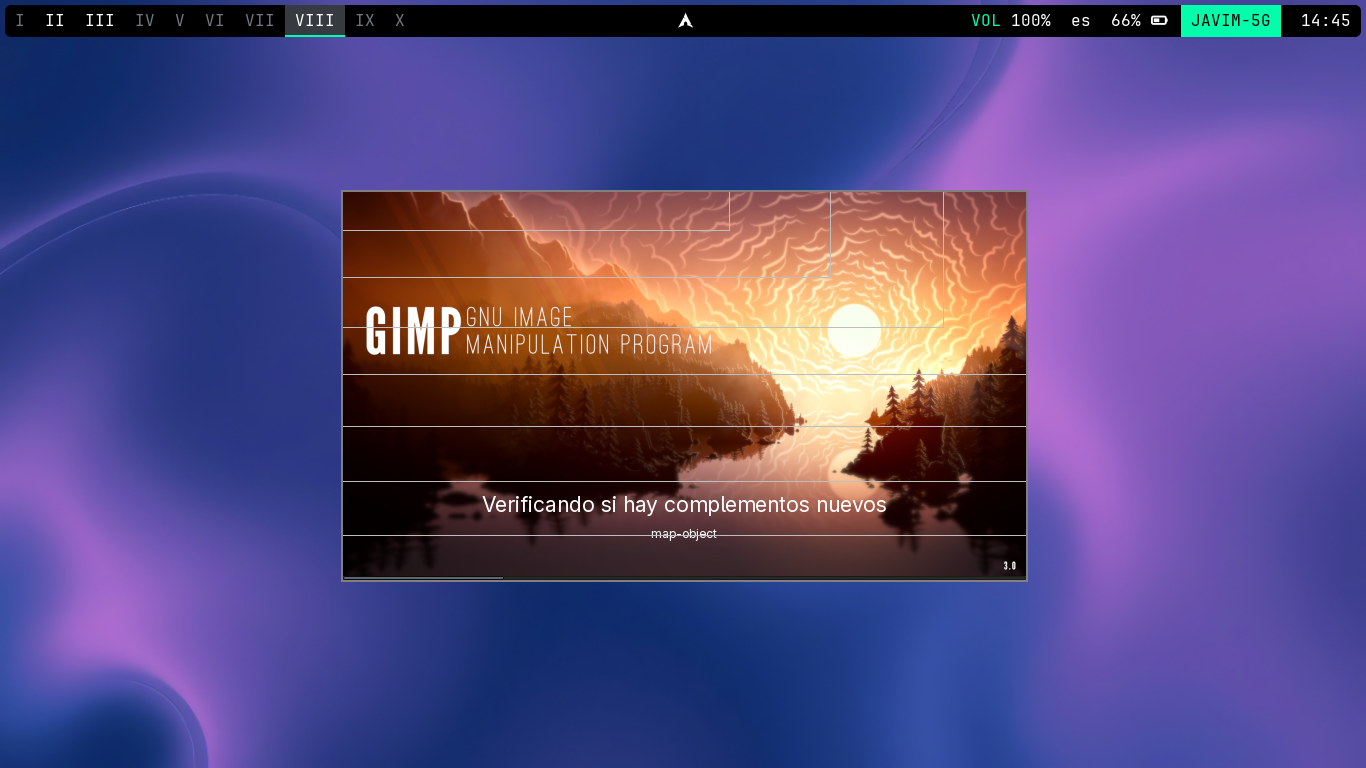 I II III IV V VI VII VIII IX X VOL 100% es 66% JAVIM-5G 14:45
GIMP GNU IMAGE
MANIPULATION PROGRAM
Verificando si hay complementos nuevos
map-object
3.0